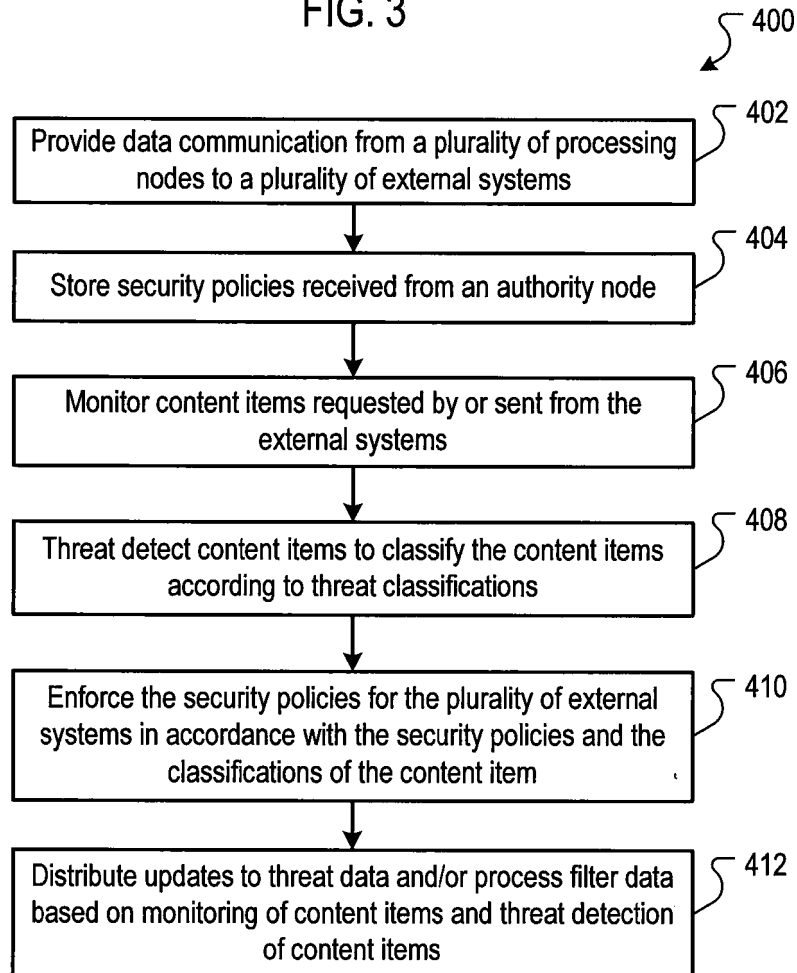 FIG. 3
400
402
Provide data communication from a plurality of processing
nodes to a plurality of external systems
404
Store security policies received from an authority node
406
Monitor content items requested by or sent from the
external systems
408
Threat detect content items to classify the content items
according to threat classifications
410
Enforce the security policies for the plurality of external
systems in accordance with the security policies and the
classifications of the content item
412
Distribute updates to threat data and/or process filter data
based on monitoring of content items and threat detection
of content items